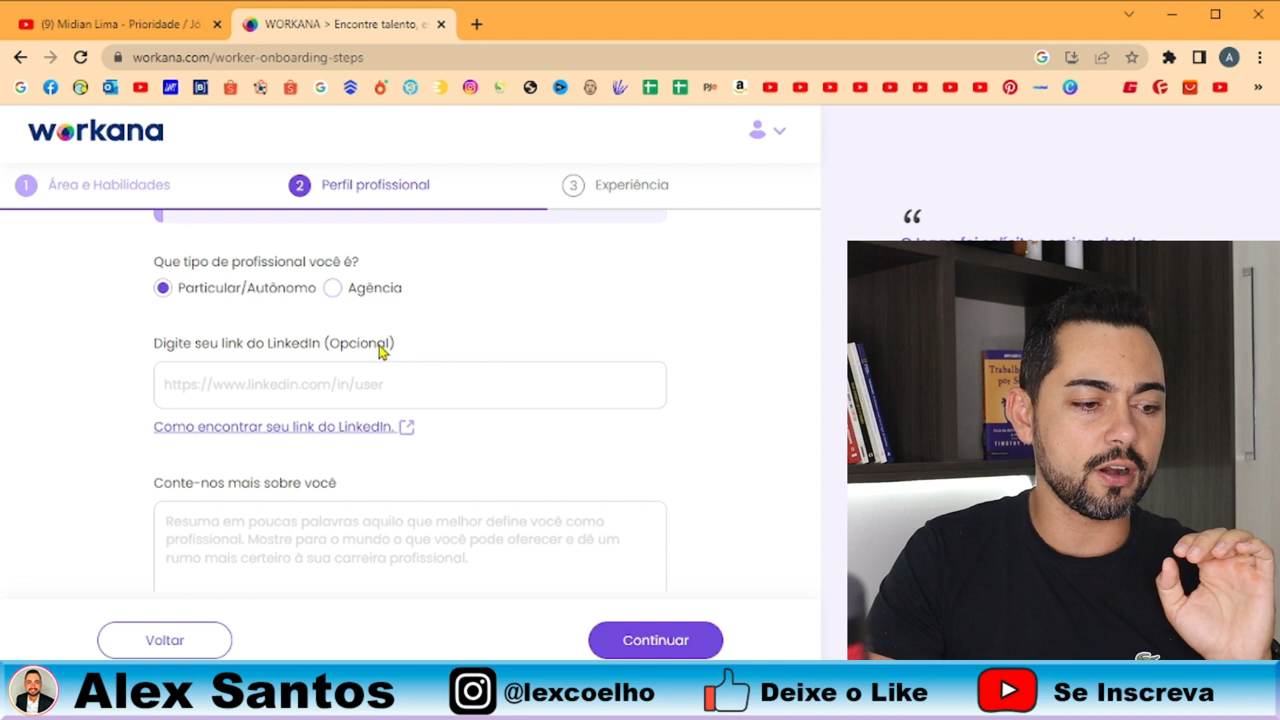 (9) Midian Lima - Prioridade / Jó
WORKANA > Encontre talento, e
workana.com/worker-onboarding-steps
A
workana
1 Área e Habilidades
2 Perfil profissional
3 Experiência
Que tipo de profissional você é?
Particular/Autônomo
Agência
Digite seu link do LinkedIn (Opcional)
https://www.linkedin.com/in/user
Como encontrar seu link do LinkedIn.
Conte-nos mais sobre você
Resuma em poucas palavras aquilo que melhor define você como
profissional. Mostre para o mundo o que você pode oferecer e dê um
rumo mais certeiro à sua carreira profissional.
Voltar
Continuar
“
Trabalhe
por S
TIMOTHY
Alex Santos
@lexcoelho
Deixe o Like
Se Inscreva